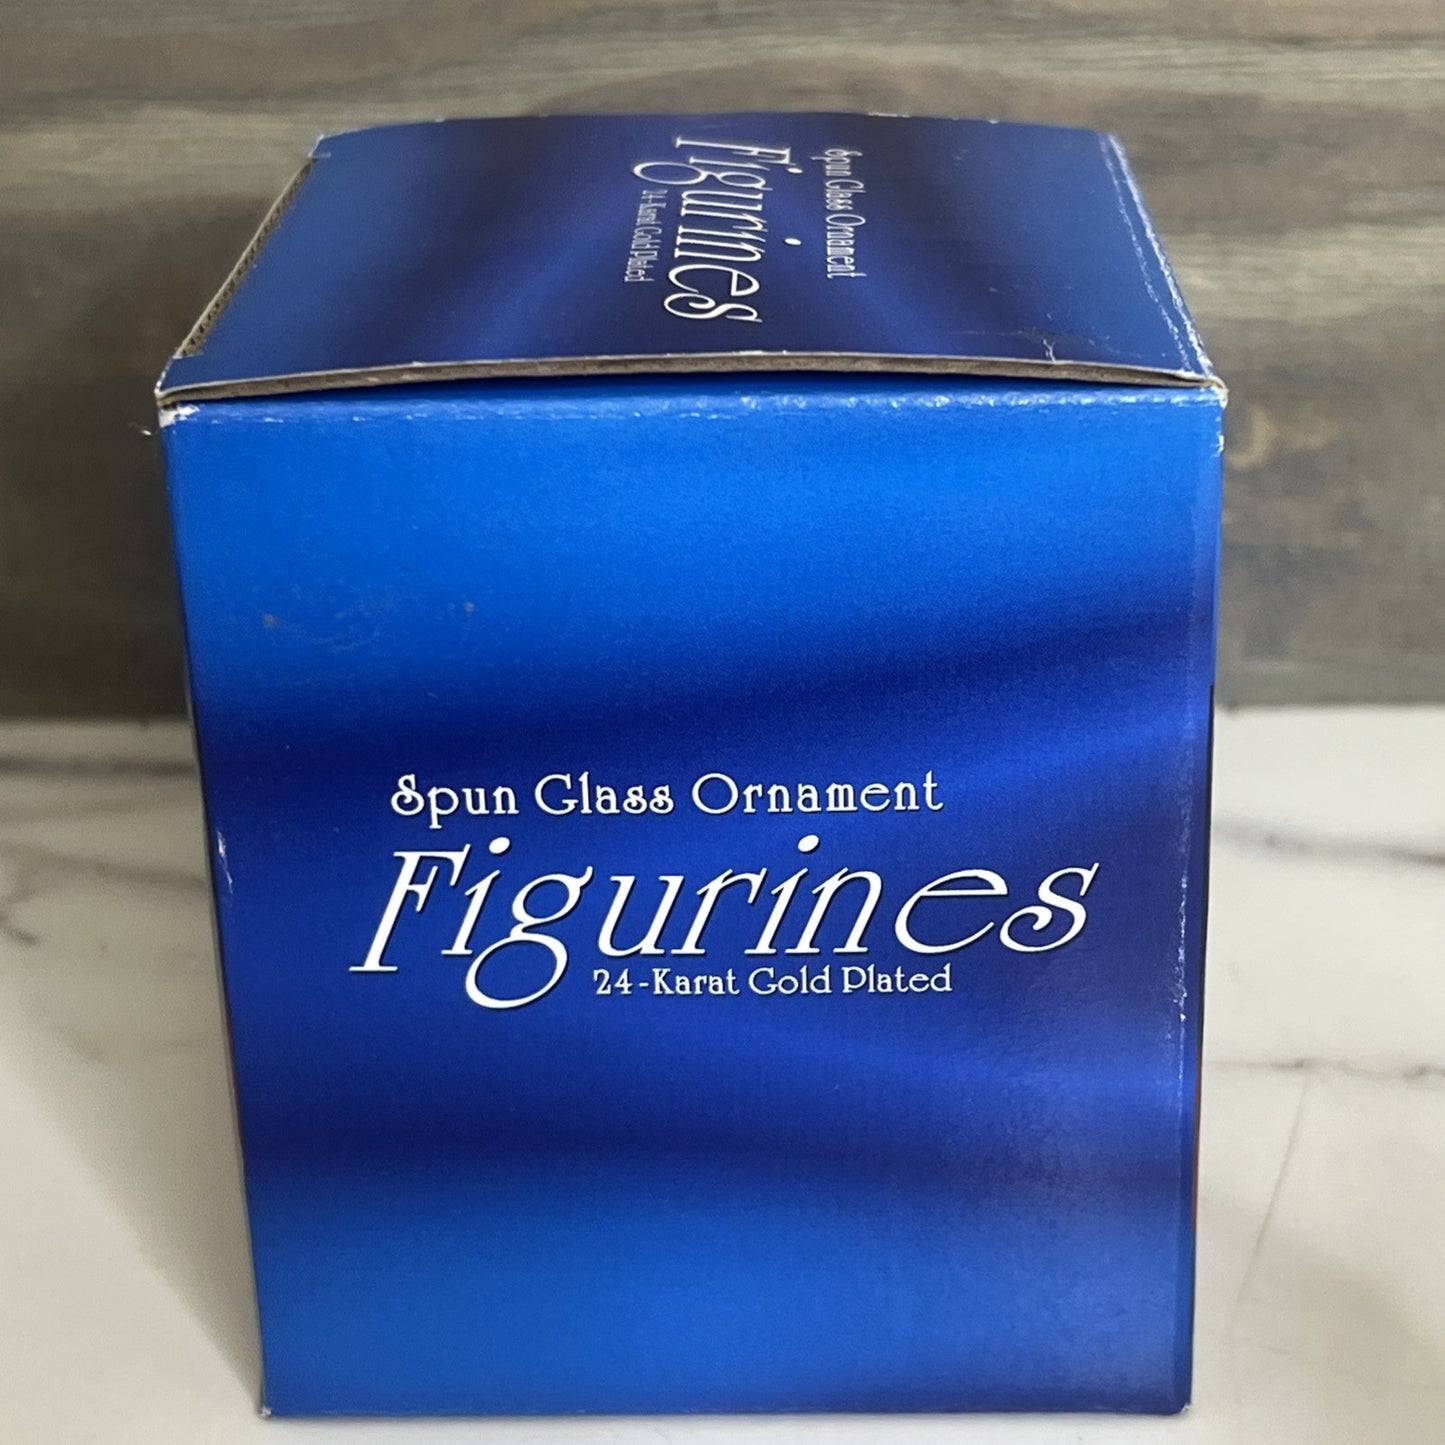 Spun Glass Ornament
Figurines
24-Karat Gold Plated
Spun Glass Ornament
Figurines
24-Karat Gold Plated